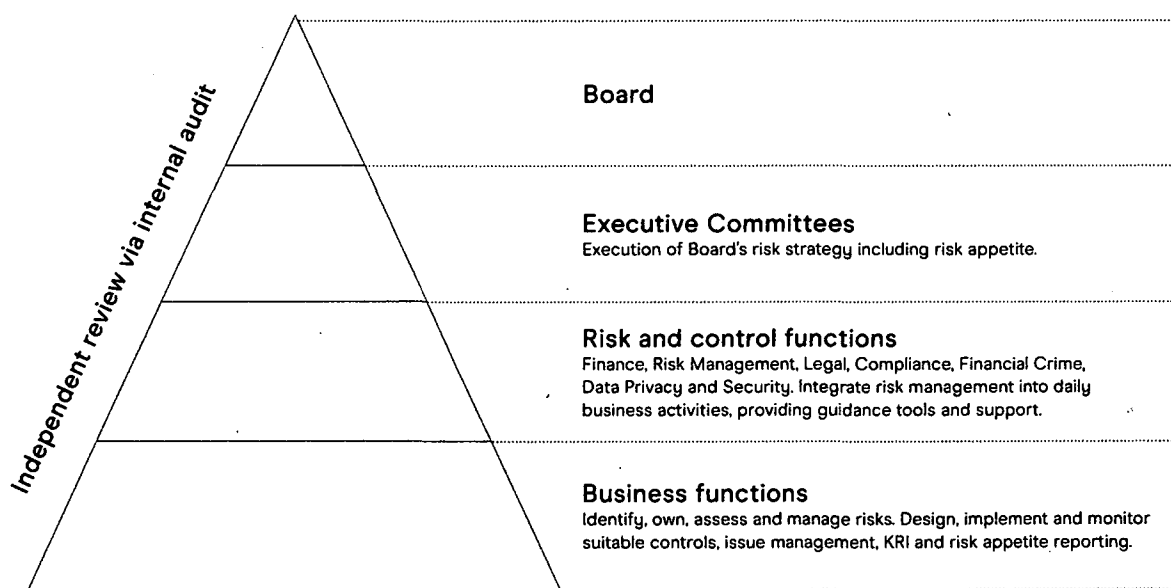 Independent review via internal audit
Board
Executive Committees
Execution of Board's risk strategy including risk appetite.
Risk and control functions
Finance, Risk Management, Legal, Compliance, Financial Crime,
Data Privacy and Security. Integrate risk management into daily
business activities, providing guidance tools and support.
Business functions
Identify, own, assess and manage risks. Design, implement and monitor
suitable controls, issue management, KRI and risk appetite reporting.